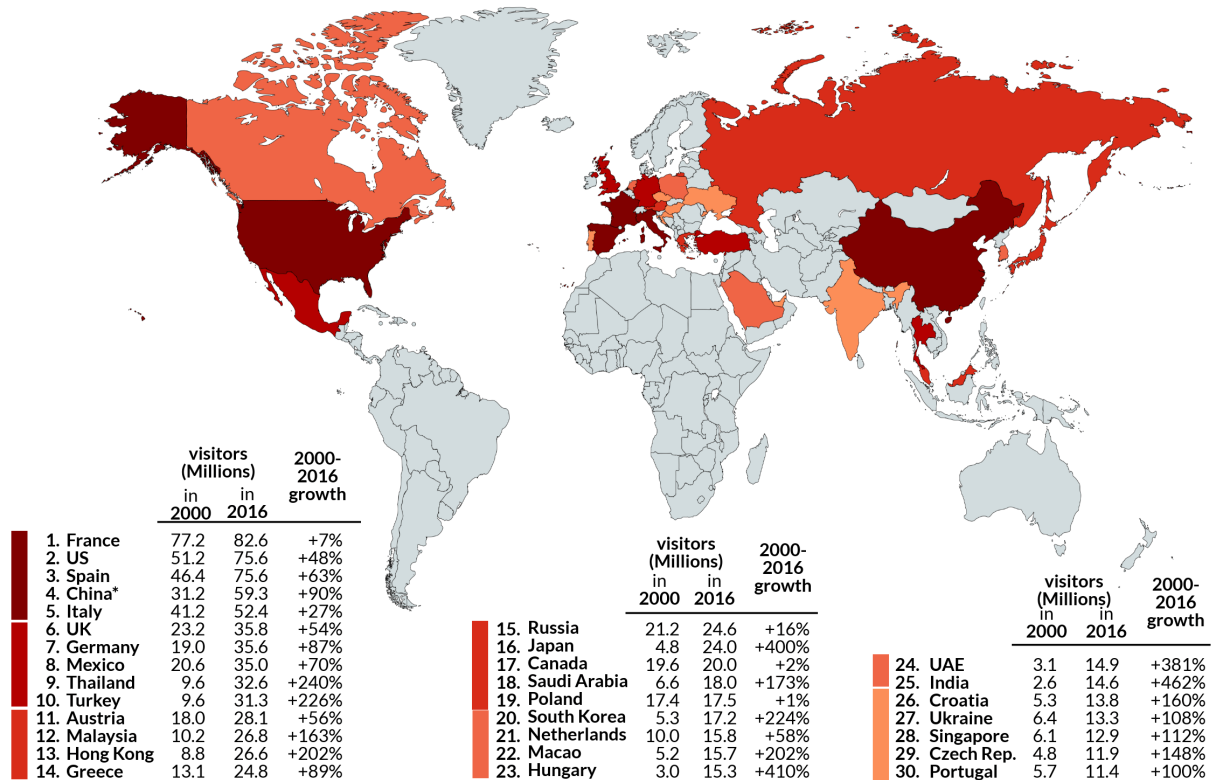 visitors
(Millions)
2000-
2016
growth
in
2000
in
2016
1. France 77.2 82.6 +7%
2. US 51.2 75.6 +48%
3. Spain 46.4 75.6 +63%
4. China* 31.2 59.3 +90%
5. Italy 41.2 52.4 +27%
6. UK 23.2 35.8 +54%
7. Germany 19.0 35.6 +87%
8. Mexico 20.6 35.0 +70%
9. Thailand 9.6 32.6 +240%
10. Turkey 9.6 31.3 +226%
11. Austria 18.0 28.1 +56%
12. Malaysia 10.2 26.8 +163%
13. Hong Kong 8.8 26.6 +202%
14. Greece 13.1 24.8 +89%
visitors
(Millions)
2000-
2016
growth
in
2000
in
2016
15. Russia 21.2 24.6 +16%
16. Japan 4.8 24.0 +400%
17. Canada 19.6 20.0 +2%
18. Saudi Arabia 6.6 18.0 +173%
19. Poland 17.4 17.5 +1%
20. South Korea 5.3 17.2 +224%
21. Netherlands 10.0 15.8 +58%
22. Macao 5.2 15.7 +202%
23. Hungary 3.0 15.3 +410%
visitors
(Millions)
2000-
2016
growth
in
2000
in
2016
24. UAE 3.1 14.9 +381%
25. India 2.6 14.6 +462%
26. Croatia 5.3 13.8 +160%
27. Ukraine 6.4 13.3 +108%
28. Singapore 6.1 12.9 +112%
29. Czech Rep. 4.8 11.9 +148%
30. Portugal 5.7 11.4 +100%